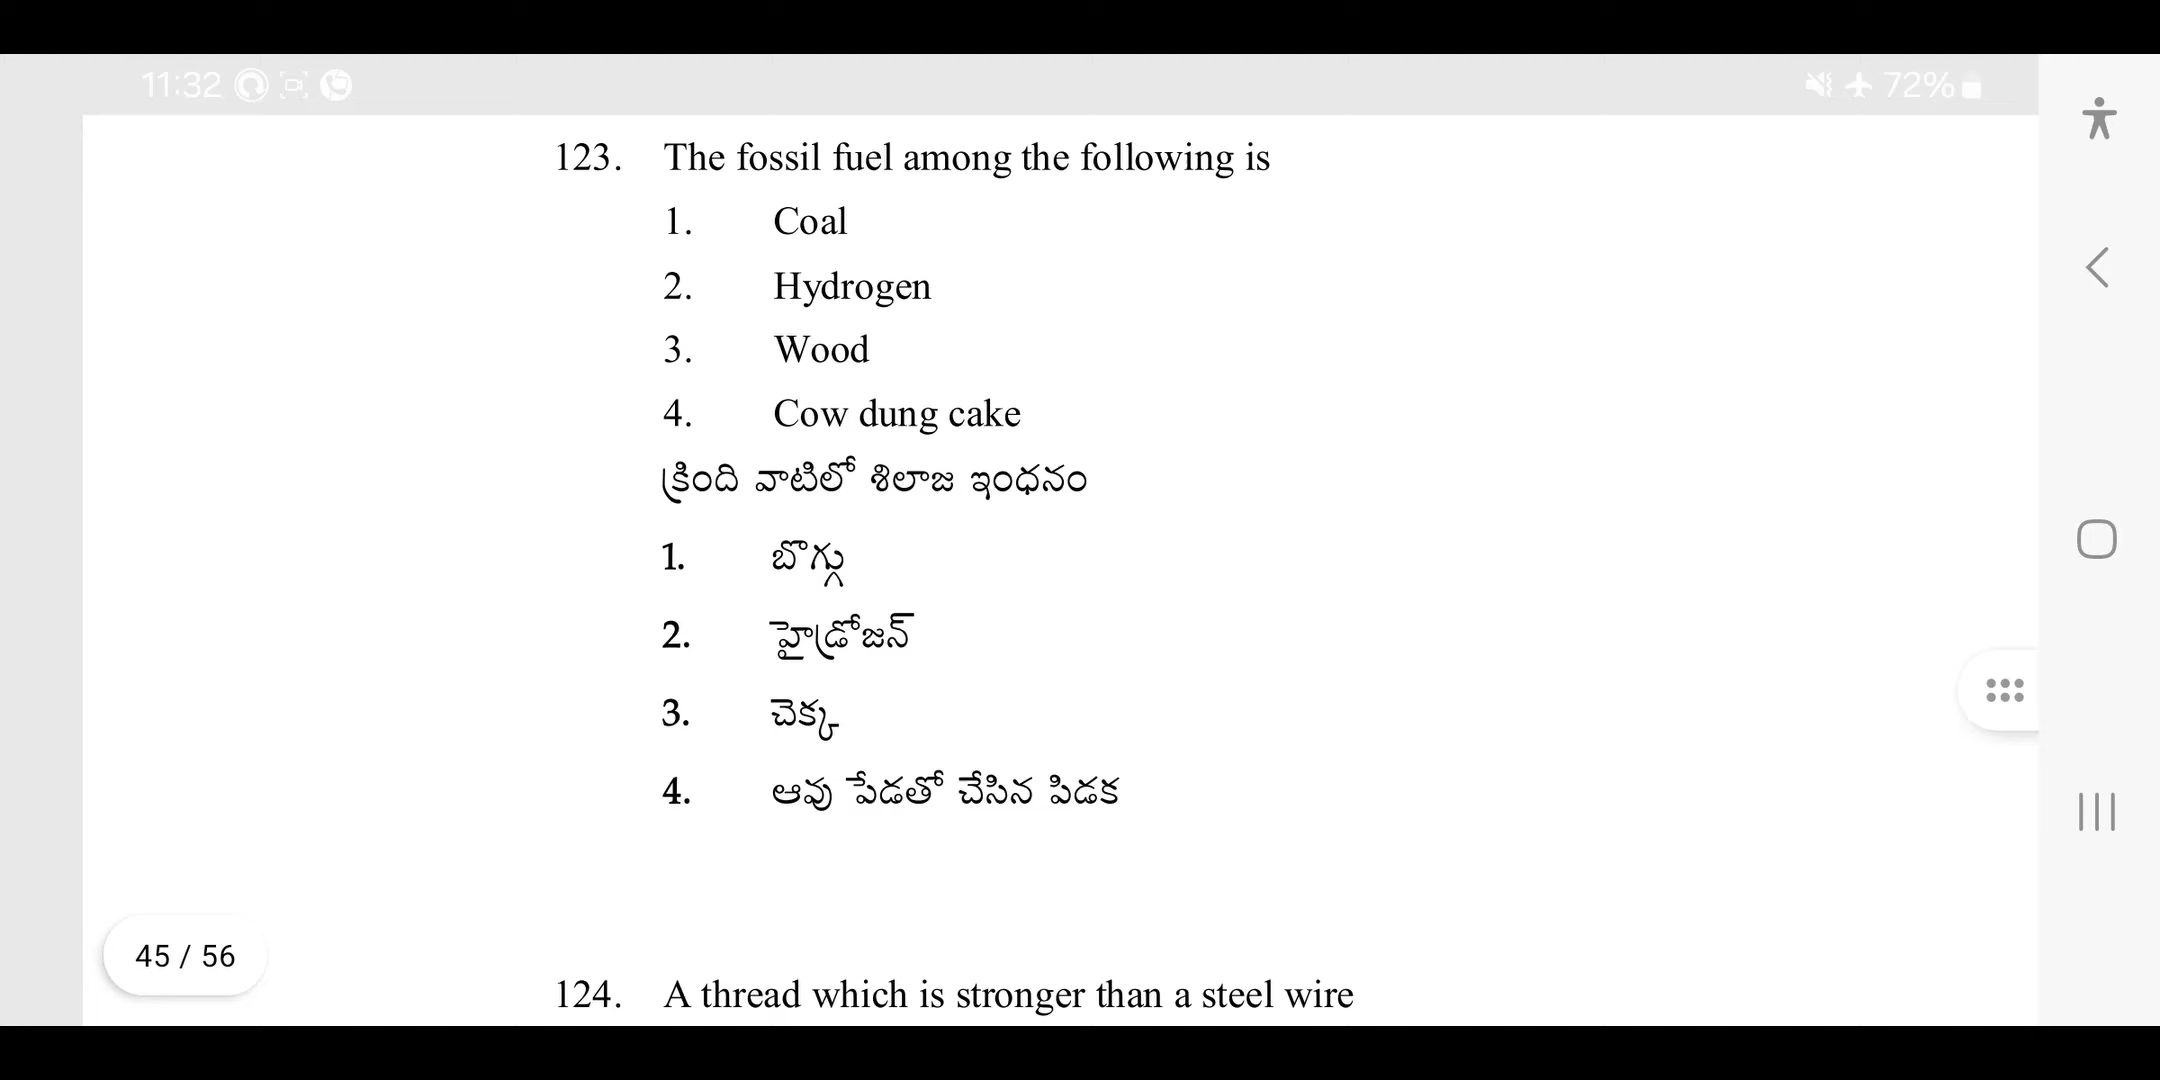 11:32 72%
123. The fossil fuel among the following is
1. Coal
2. Hydrogen
3. Wood
4. Cow dung cake
క్రింది వాటిలో శిలాజ ఇంధనం
1. బొగ్గు
2. హైడ్రోజన్
3. చెక్క
4. ఆవు పేడతో చేసిన పిడక
45 / 56
124. A thread which is stronger than a steel wire